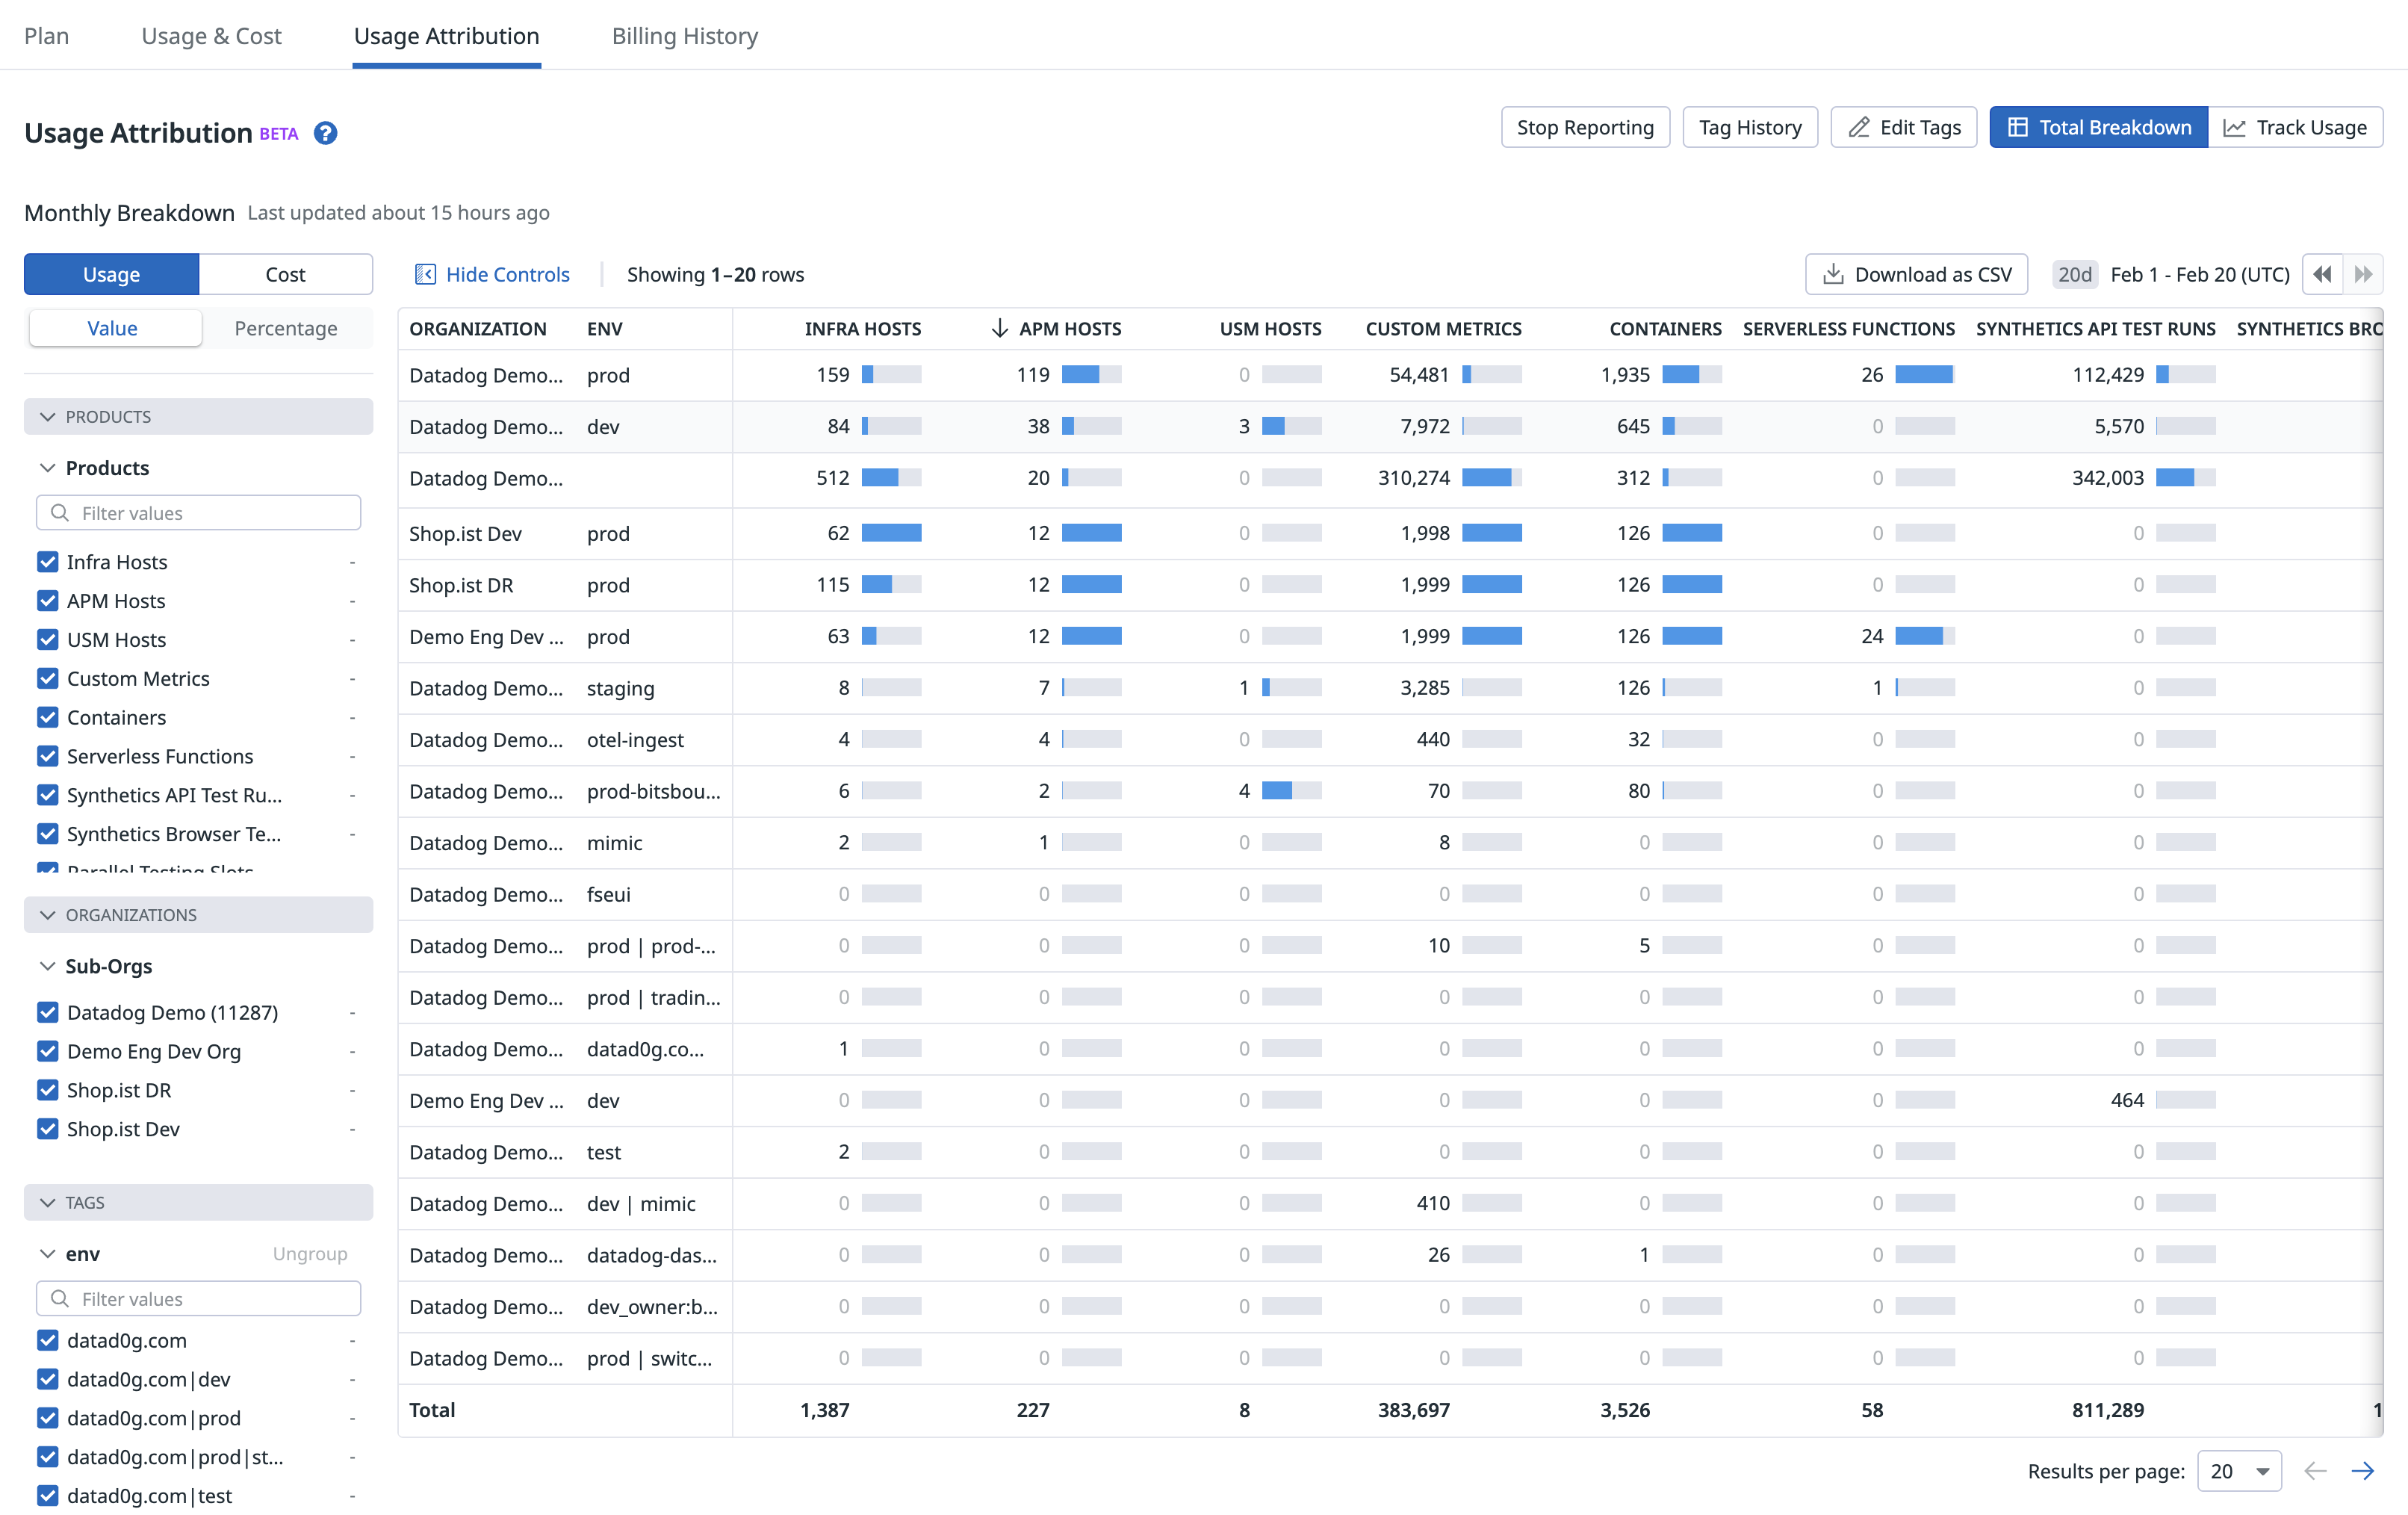 Plan Usage & Cost Usage Attribution Billing History
Usage Attribution BETA ?
Stop Reporting Tag History Edit Tags Total Breakdown Track Usage
Monthly Breakdown Last updated about 15 hours ago
Usage Cost
Value Percentage
PRODUCTS
Products
Filter values
Infra Hosts -
APM Hosts -
USM Hosts -
Custom Metrics -
Containers -
Serverless Functions -
Synthetics API Test Ru... -
Synthetics Browser Te... -
Parallel Testing Slots
ORGANIZATIONS
Sub-Orgs
Datadog Demo (11287) -
Demo Eng Dev Org -
Shop.ist DR -
Shop.ist Dev -
TAGS
env Ungroup
Filter values
datad0g.com -
datad0g.com|dev -
datad0g.com|prod -
datad0g.com|prod|st... -
datad0g.com|test -
Hide Controls Showing 1–20 rows Download as CSV 20d Feb 1 - Feb 20 (UTC)
ORGANIZATION ENV INFRA HOSTS APM HOSTS USM HOSTS CUSTOM METRICS CONTAINERS SERVERLESS FUNCTIONS SYNTHETICS API TEST RUNS SYNTHETICS BRO
Datadog Demo... prod 159 119 0 54,481 1,935 26 112,429
Datadog Demo... dev 84 38 3 7,972 645 0 5,570
Datadog Demo... 512 20 0 310,274 312 0 342,003
Shop.ist Dev prod 62 12 0 1,998 126 0 0
Shop.ist DR prod 115 12 0 1,999 126 0 0
Demo Eng Dev ... prod 63 12 0 1,999 126 24 0
Datadog Demo... staging 8 7 1 3,285 126 1 0
Datadog Demo... otel-ingest 4 4 0 440 32 0 0
Datadog Demo... prod-bitsbou... 6 2 4 70 80 0 0
Datadog Demo... mimic 2 1 0 8 0 0 0
Datadog Demo... fseui 0 0 0 0 0 0 0
Datadog Demo... prod | prod-... 0 0 0 10 5 0 0
Datadog Demo... prod | tradin... 0 0 0 0 0 0 0
Datadog Demo... datad0g.co... 1 0 0 0 0 0 0
Demo Eng Dev ... dev 0 0 0 0 0 0 464
Datadog Demo... test 2 0 0 0 0 0 0
Datadog Demo... dev | mimic 0 0 0 410 0 0 0
Datadog Demo... datadog-das... 0 0 0 26 1 0 0
Datadog Demo... dev_owner:b... 0 0 0 0 0 0 0
Datadog Demo... prod | switc... 0 0 0 0 0 0 0
Total 1,387 227 8 383,697 3,526 58 811,289 1
Results per page: 20